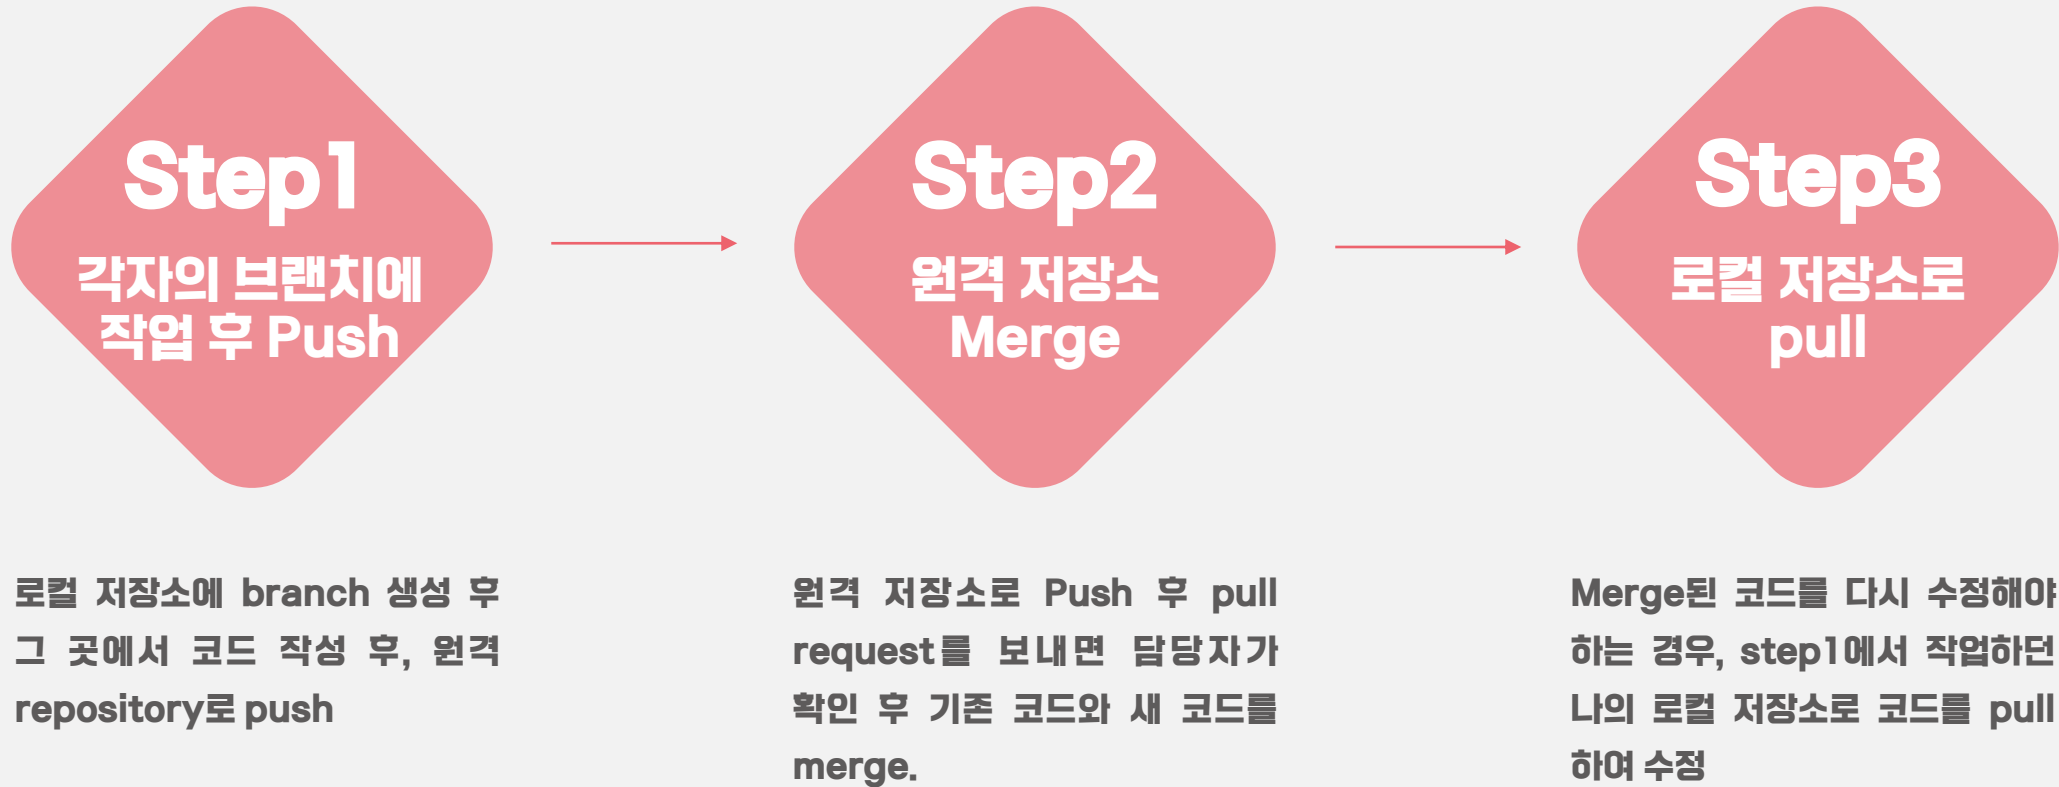 Step1
각자의 브랜치에
작업 후 Push
로컬 저장소에 branch 생성 후
그 곳에서 코드 작성 후, 원격
repository로 push
Step2
원격 저장소
Merge
원격 저장소로 Push 후 pull
request를 보내면 담당자가
확인 후 기존 코드와 새 코드를
merge.
Step3
로컬 저장소로
pull
Merge된 코드를 다시 수정해야
하는 경우, step1에서 작업하던
나의 로컬 저장소로 코드를 pull
하여 수정